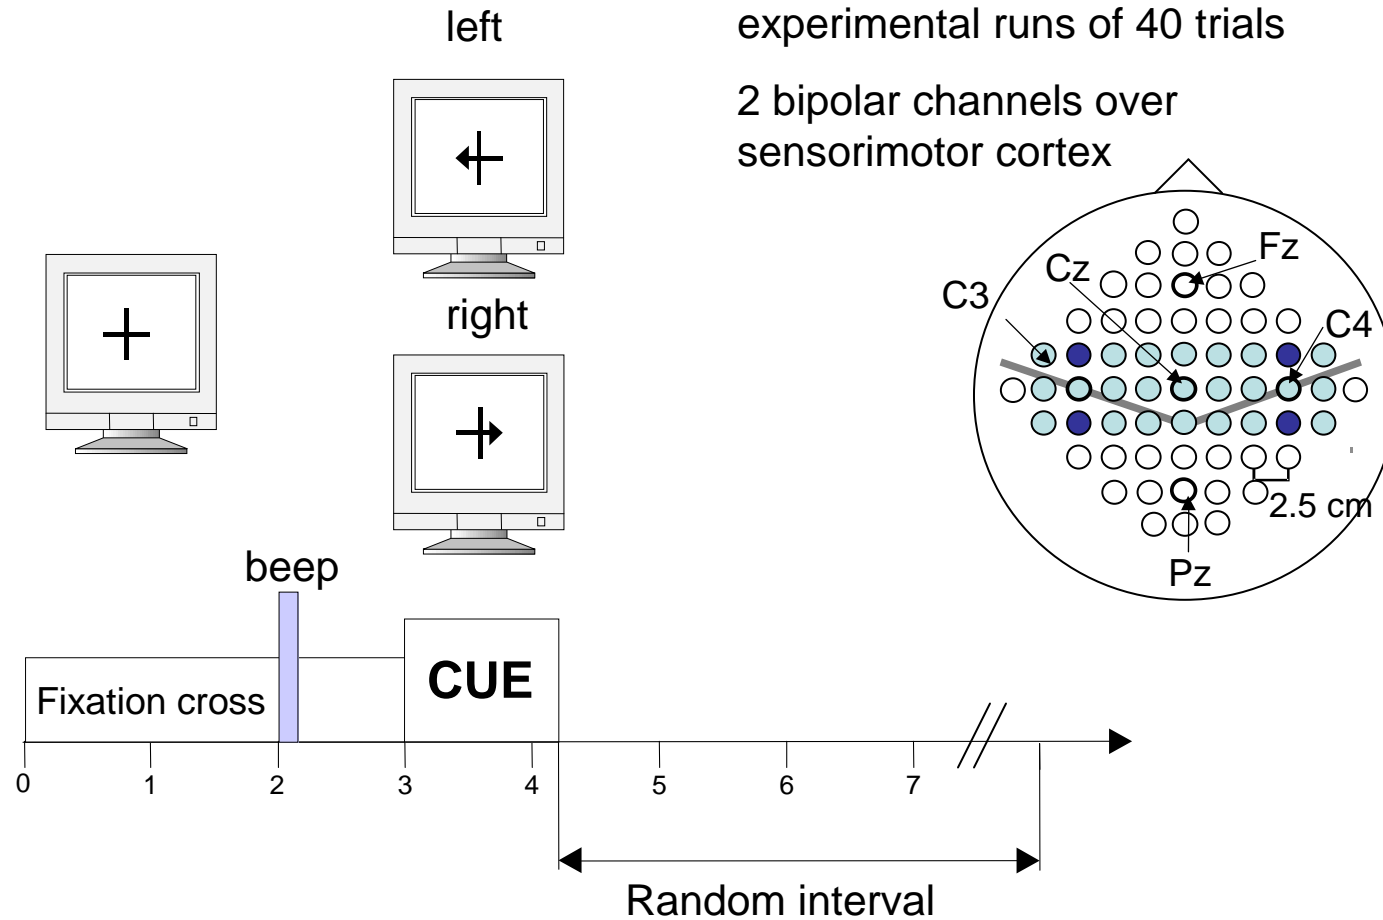 left
experimental runs of 40 trials
2 bipolar channels over
sensorimotor cortex
right
Fz
Cz
C3
C4
2.5 cm
Pz
beep
CUE
Fixation cross
0 1 2 3 4 5 6 7
Random interval